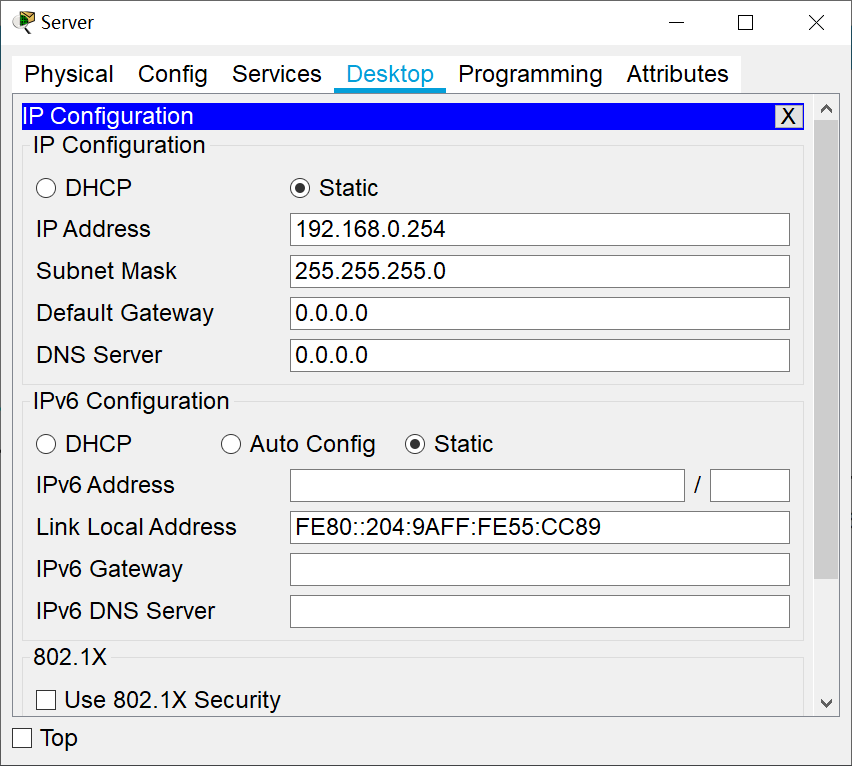 Server
Physical Config Services Desktop Programming Attributes
IP Configuration X
IP Configuration
DHCP Static
IP Address 192.168.0.254
Subnet Mask 255.255.255.0
Default Gateway 0.0.0.0
DNS Server 0.0.0.0
IPv6 Configuration
DHCP Auto Config Static
IPv6 Address /
Link Local Address FE80::204:9AFF:FE55:CC89
IPv6 Gateway
IPv6 DNS Server
802.1X
Use 802.1X Security
Top